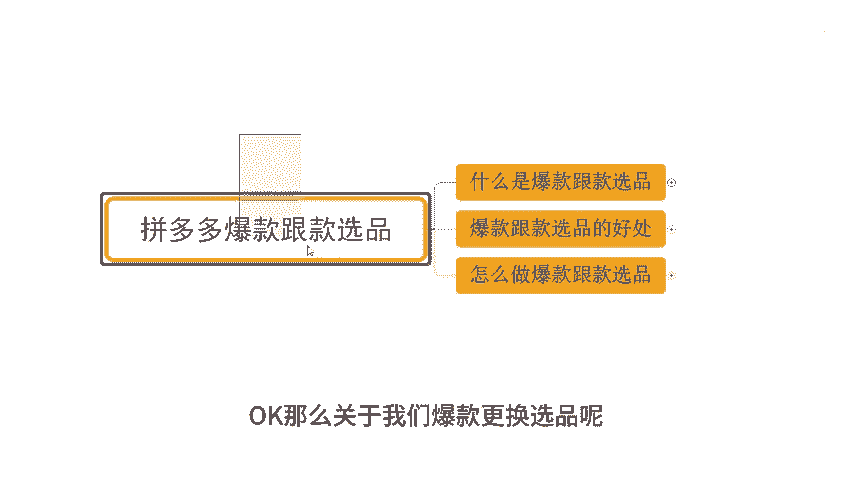 拼多多爆款跟款选品
什么是爆款跟款选品
爆款跟款选品的好处
怎么做爆款跟款选品
OK那么关于我们爆款更换选品呢